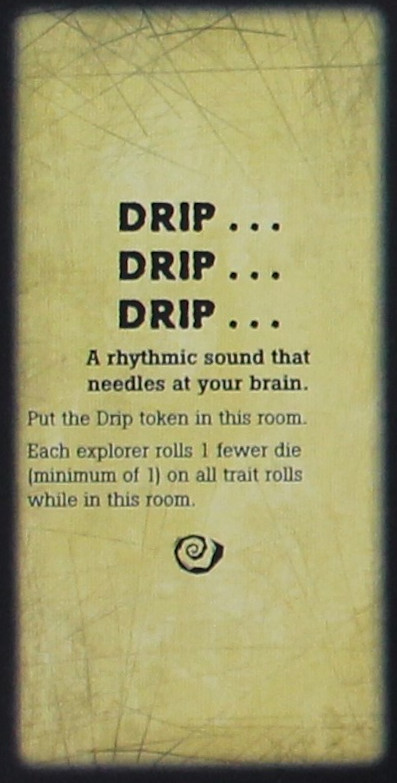 DRIP . . .
DRIP . . .
DRIP . . .
A rhythmic sound that
needles at your brain.
Put the Drip token in this room.
Each explorer rolls 1 fewer die
(minimum of 1) on all trait rolls
while in this room.